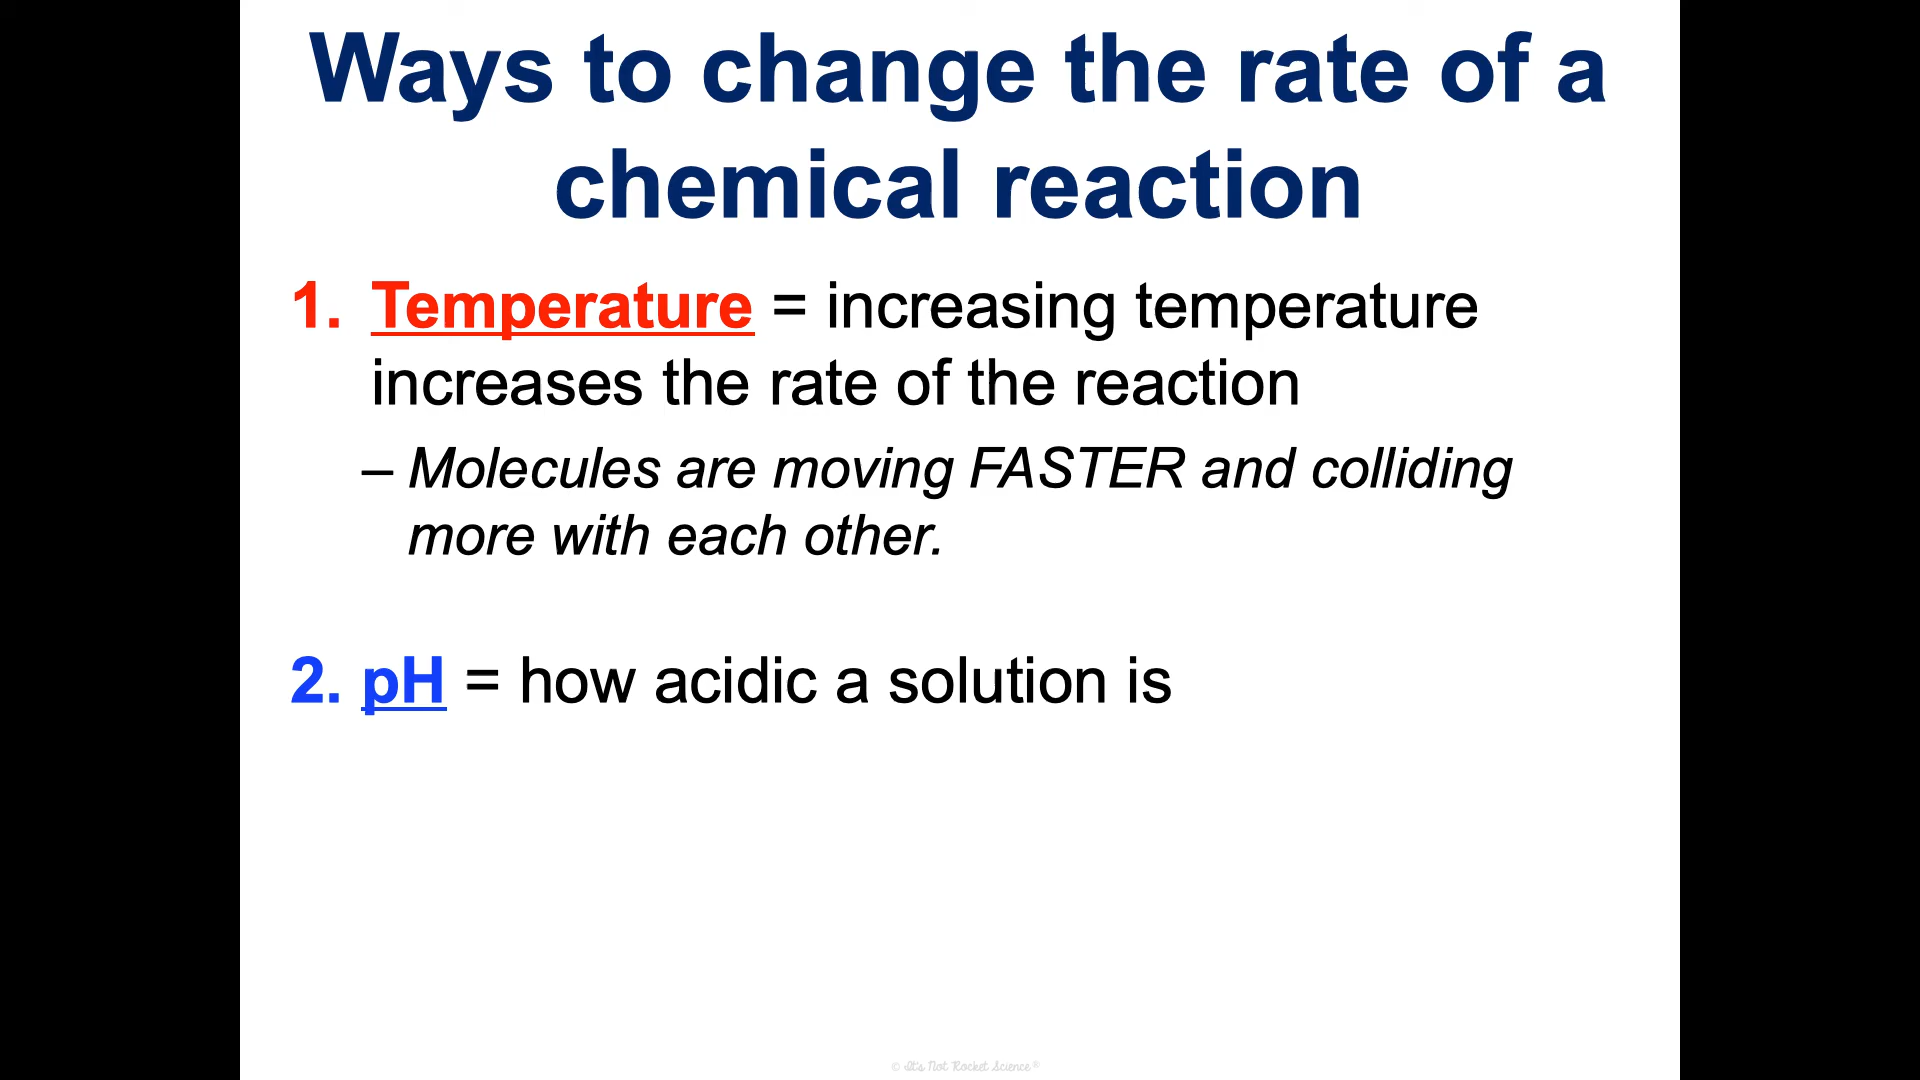 Ways to change the rate of a
chemical reaction
1. Temperature = increasing temperature
increases the rate of the reaction
– Molecules are moving FASTER and colliding
more with each other.
2. pH = how acidic a solution is
© It's Not Rocket Science®